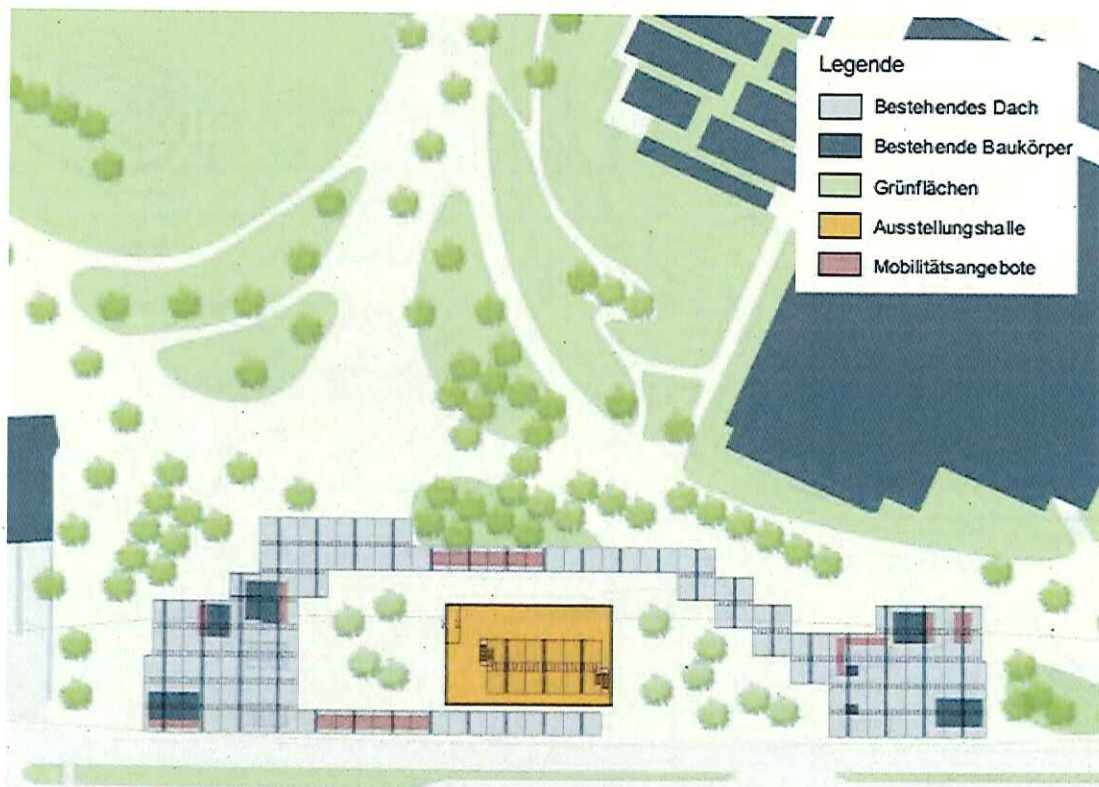 Legende
Bestehendes Dach
Bestehende Baukörper
Grünflächen
Ausstellungshalle
Mobilitätsangebote